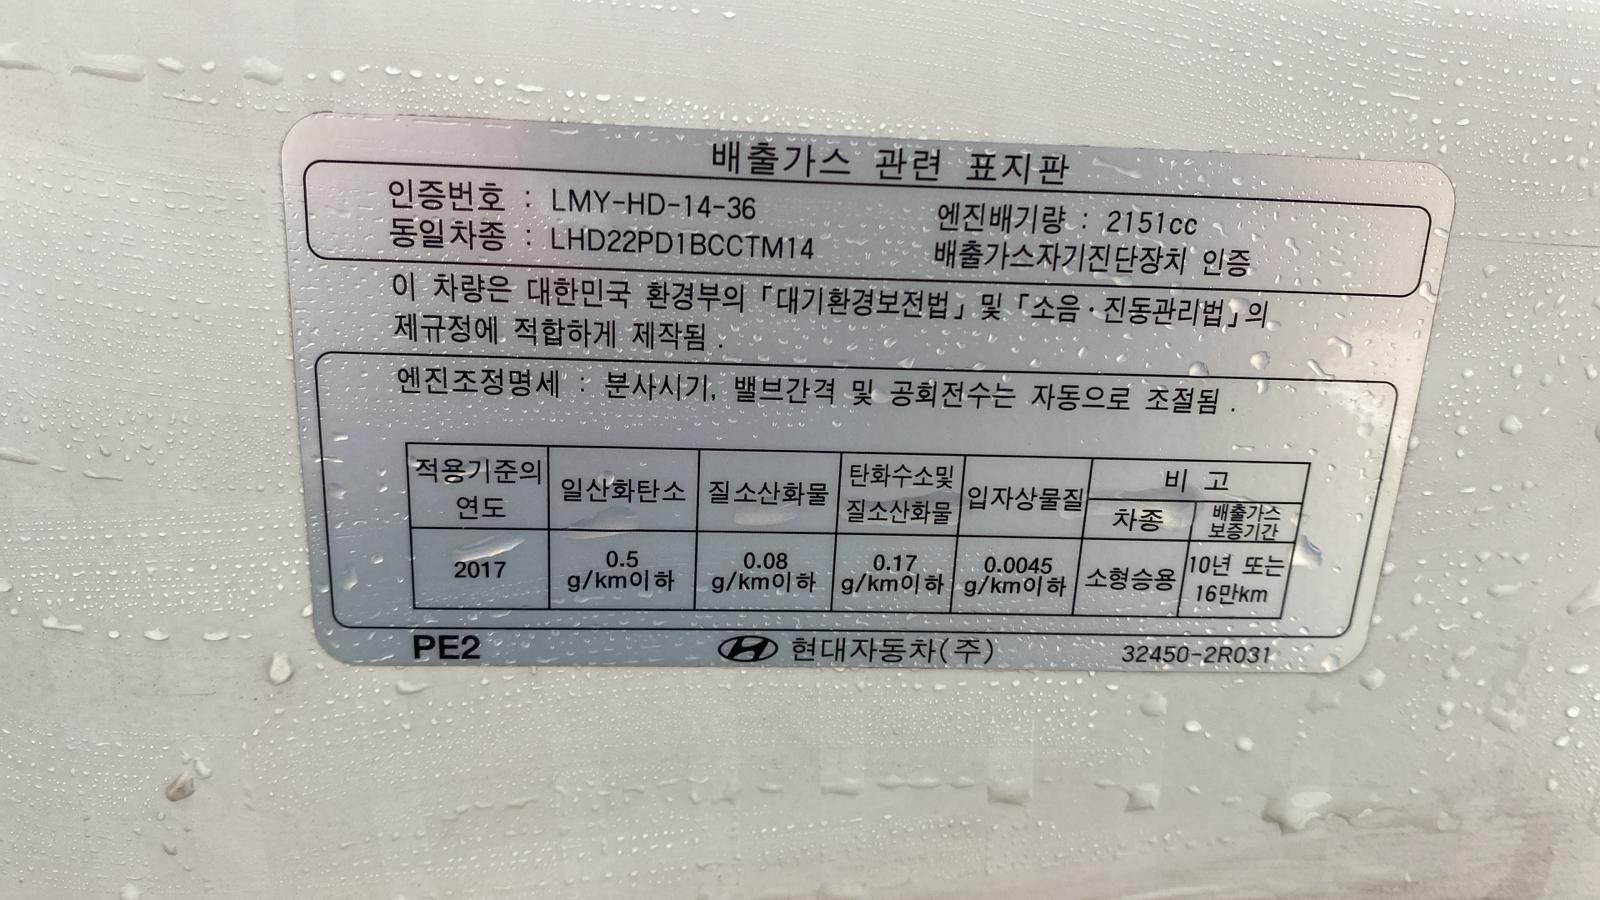 배출가스 관련 표지판
인증번호 : LMY-HD-14-36
동일차종 : LHD22PD1BCCTM14
엔진배기량 : 2151cc
배출가스자기진단장치 인증
이 차량은 대한민국 환경부의 「대기환경보전법」 및 「소음·진동관리법」의
제규정에 적합하게 제작됨 .
엔진조정명세 : 분사시기, 밸브간격 및 공회전수는 자동으로 조절됨 .
적용기준의
연도
일산화탄소
질소산화물
탄화수소및
질소산화물
입자상물질
비 고
차종
배출가스
보증기간
2017
0.5
g/km이하
0.08
g/km이하
0.17
g/km이하
0.0045
g/km이하
소형승용
10년 또는
16만km
PE2
현대자동차(주)
32450-2R031